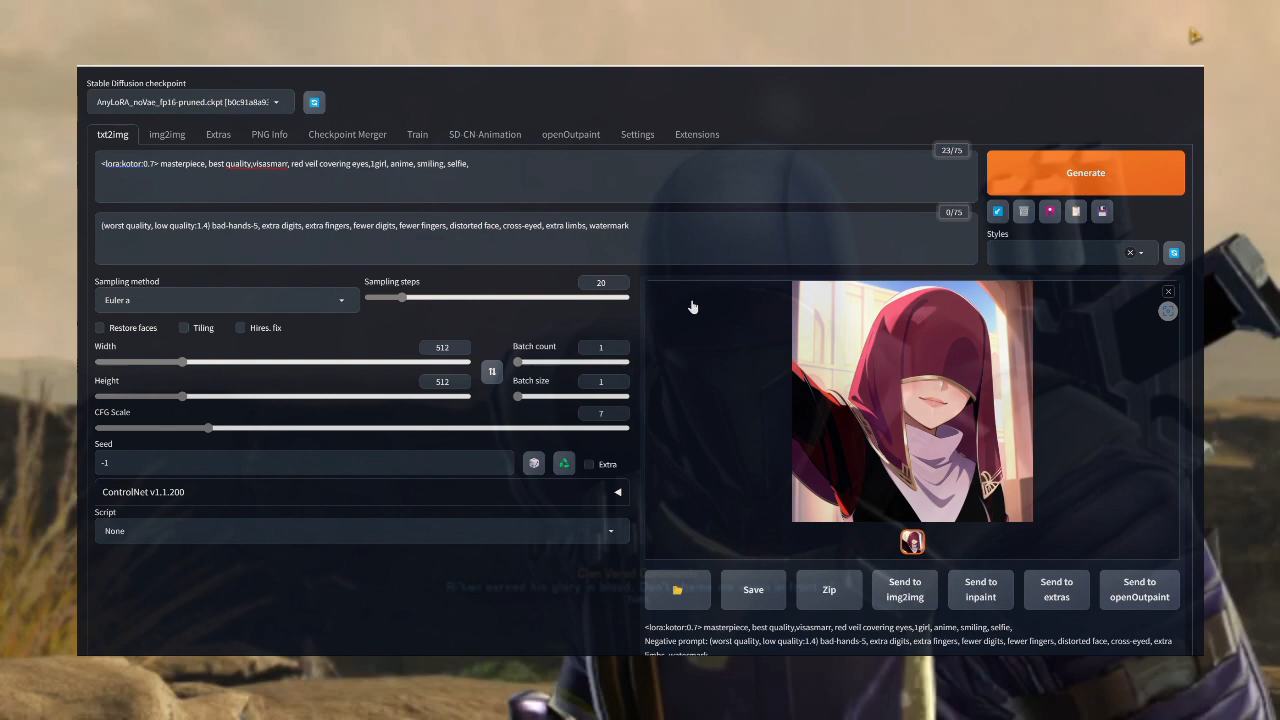 Stable Diffusion checkpoint
AnyLoRA_noVae_fp16-pruned.ckpt [b0c91a8a93
txt2img img2img Extras PNG Info Checkpoint Merger Train SD-CN-Animation openOutpaint Settings Extensions
23/75
<lora:kotor:0.7> masterpiece, best quality,visasmarr, red veil covering eyes,1girl, anime, smiling, selfie,
Generate
0/75
(worst quality, low quality:1.4) bad-hands-5, extra digits, extra fingers, fewer digits, fewer fingers, distorted face, cross-eyed, extra limbs, watermark
Styles
Sampling method
Euler a
Sampling steps
20
Restore faces Tiling Hires. fix
Width
512
Batch count
1
Height
512
Batch size
1
CFG Scale
7
Seed
-1
Extra
ControlNet v1.1.200
Script
None
Save
Zip
Send to
img2img
Send to
inpaint
Send to
extras
Send to
openOutpaint
<lora:kotor:0.7> masterpiece, best quality,visasmarr, red veil covering eyes,1girl, anime, smiling, selfie,
Negative prompt: (worst quality, low quality:1.4) bad-hands-5, extra digits, extra fingers, fewer digits, fewer fingers, distorted face, cross-eyed, extra
limbs, watermark